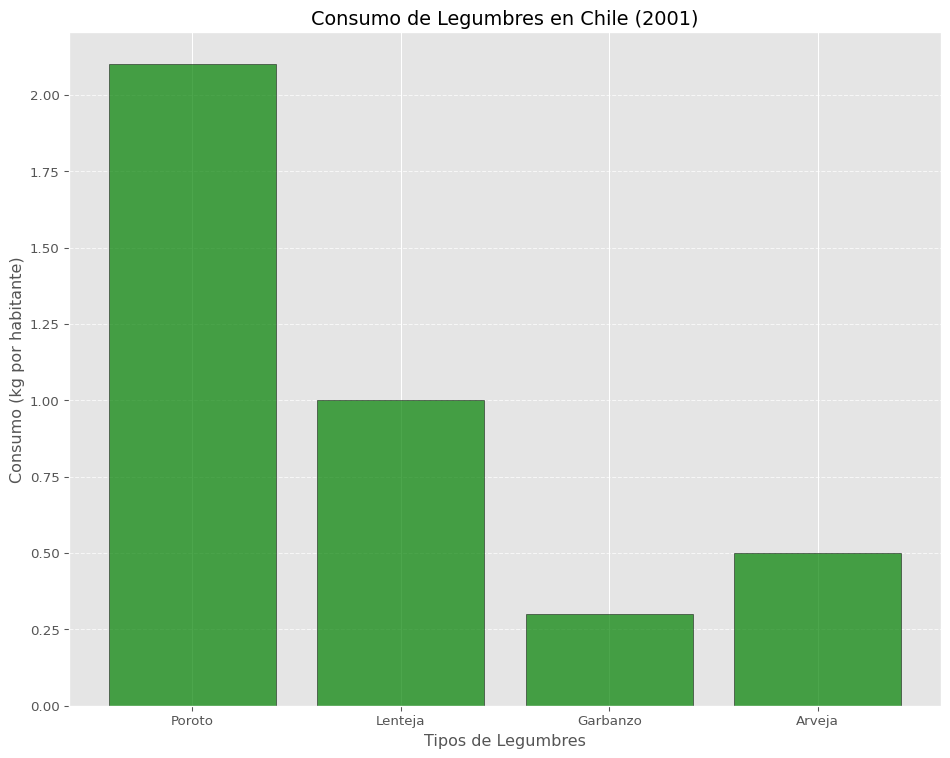 Consumo de Legumbres en Chile (2001)
Consumo (kg por habitante)
2.00
1.75
1.50
1.25
1.00
0.75
0.50
0.25
0.00
Poroto Lenteja Garbanzo Arveja
Tipos de Legumbres